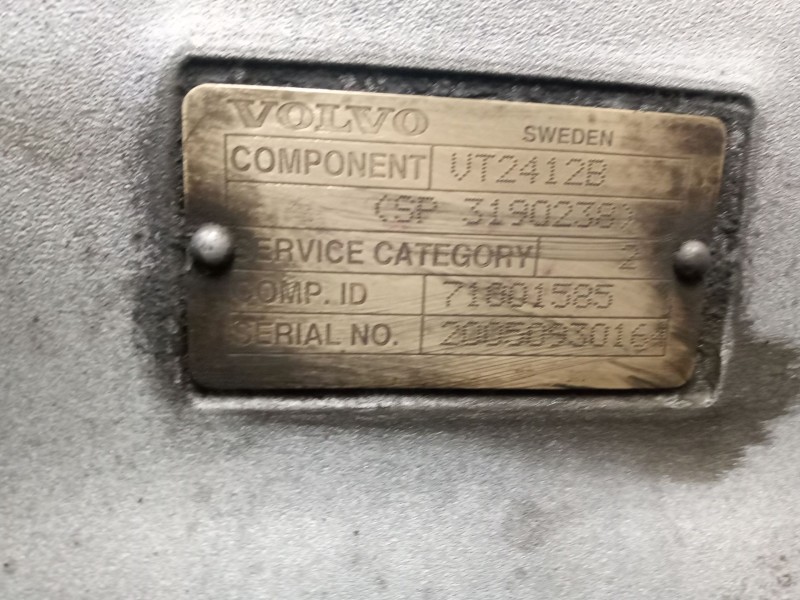 VOLVO SWEDEN
COMPONENT VT2412B
(SP 3190238)
SERVICE CATEGORY 2
COMP. ID 71801585
SERIAL NO.